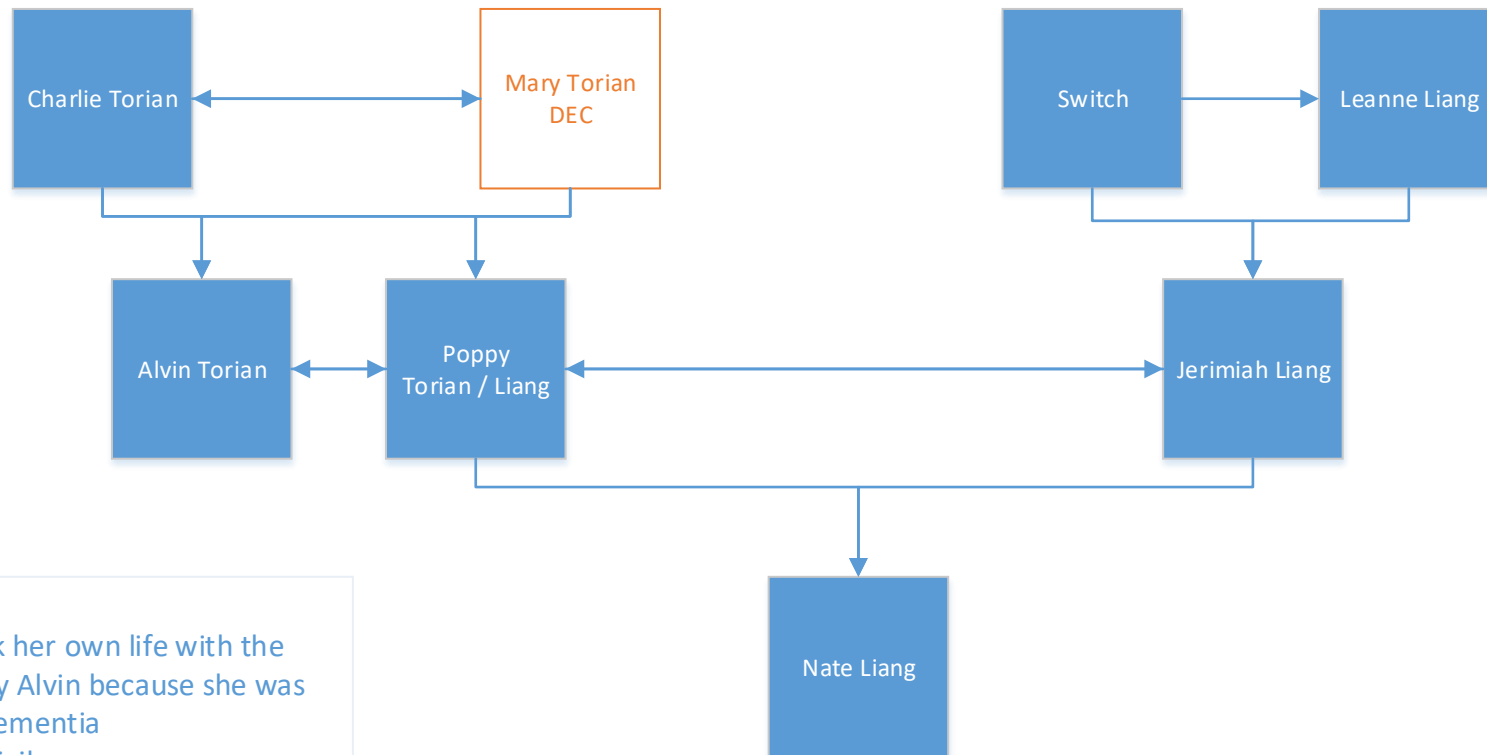 Charlie Torian
Mary Torian
DEC
Switch
Leanne Liang
Alvin Torian
Poppy
Torian / Liang
Jerimiah Liang
her own life with the
Alvin because she was
Nate Liang